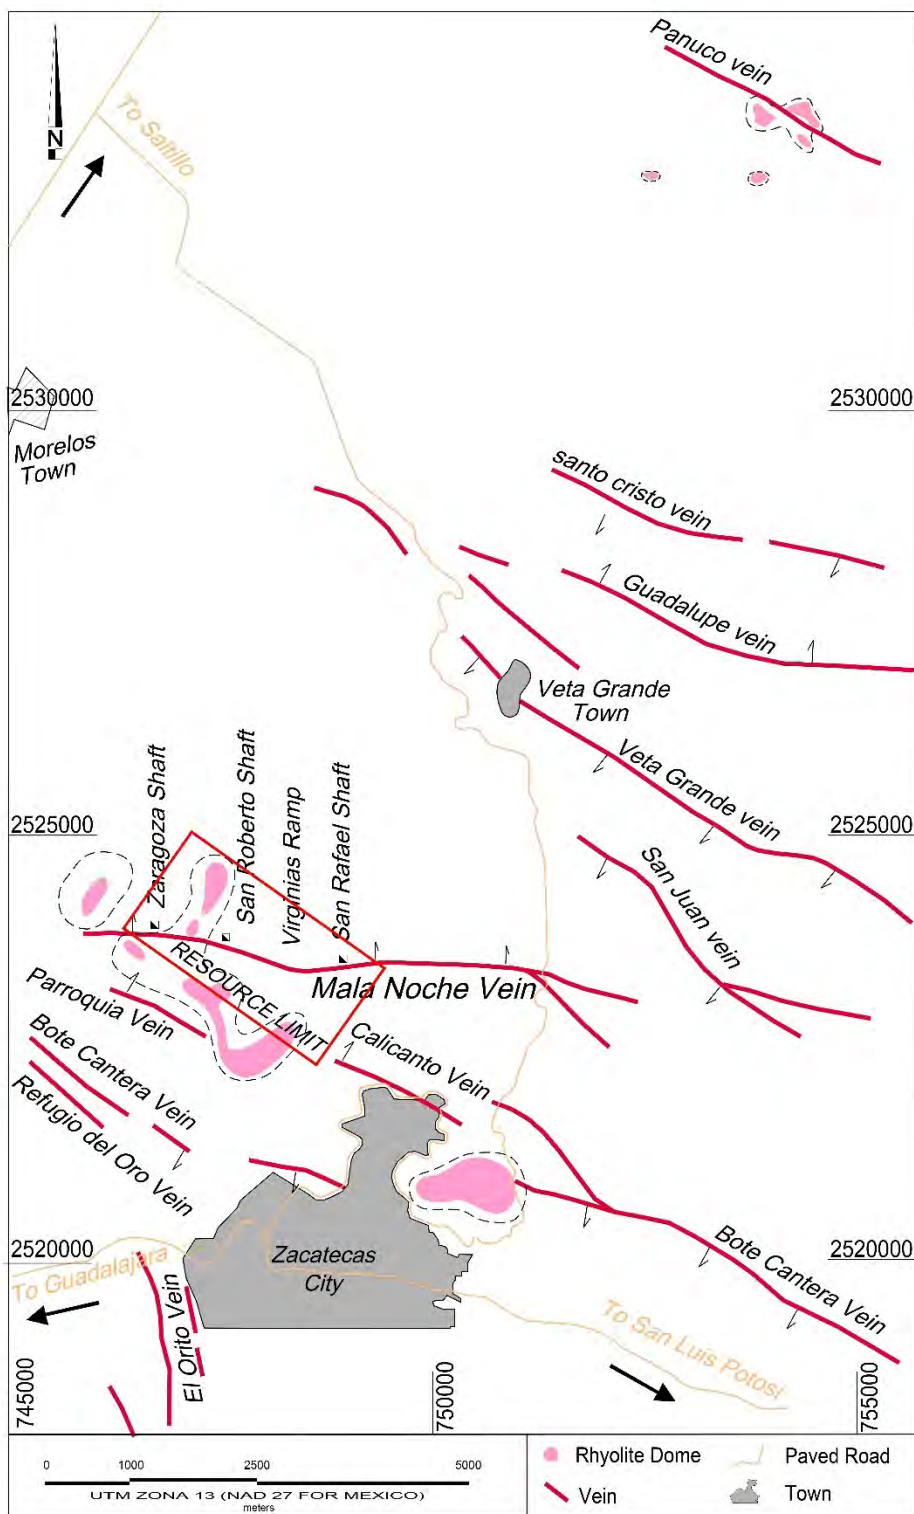 Panuco vein
To Saltillo
N
2530000
2530000
Morelos
Town
santo cristo vein
Guadalupe vein
Veta Grande
Town
Veta Grande vein
Zaragoza Shaft
San Roberto Shaft
Virginias Ramp
San Rafael Shaft
2525000
2525000
San Juan vein
RESOURCE LIMIT
Mala Noche Vein
Parroquia Vein
Calicanto Vein
Bote Cantera Vein
Refugio del Oro Vein
2520000
2520000
Zacatecas
City
To Guadalajara
Bote Cantera Vein
El Orito Vein
To San Luis Potosi
745000
750000
755000
0 1000 2500 5000
UTM ZONA 13 (NAD 27 FOR MEXICO)
meters
Rhyolite Dome
Paved Road
Vein
Town